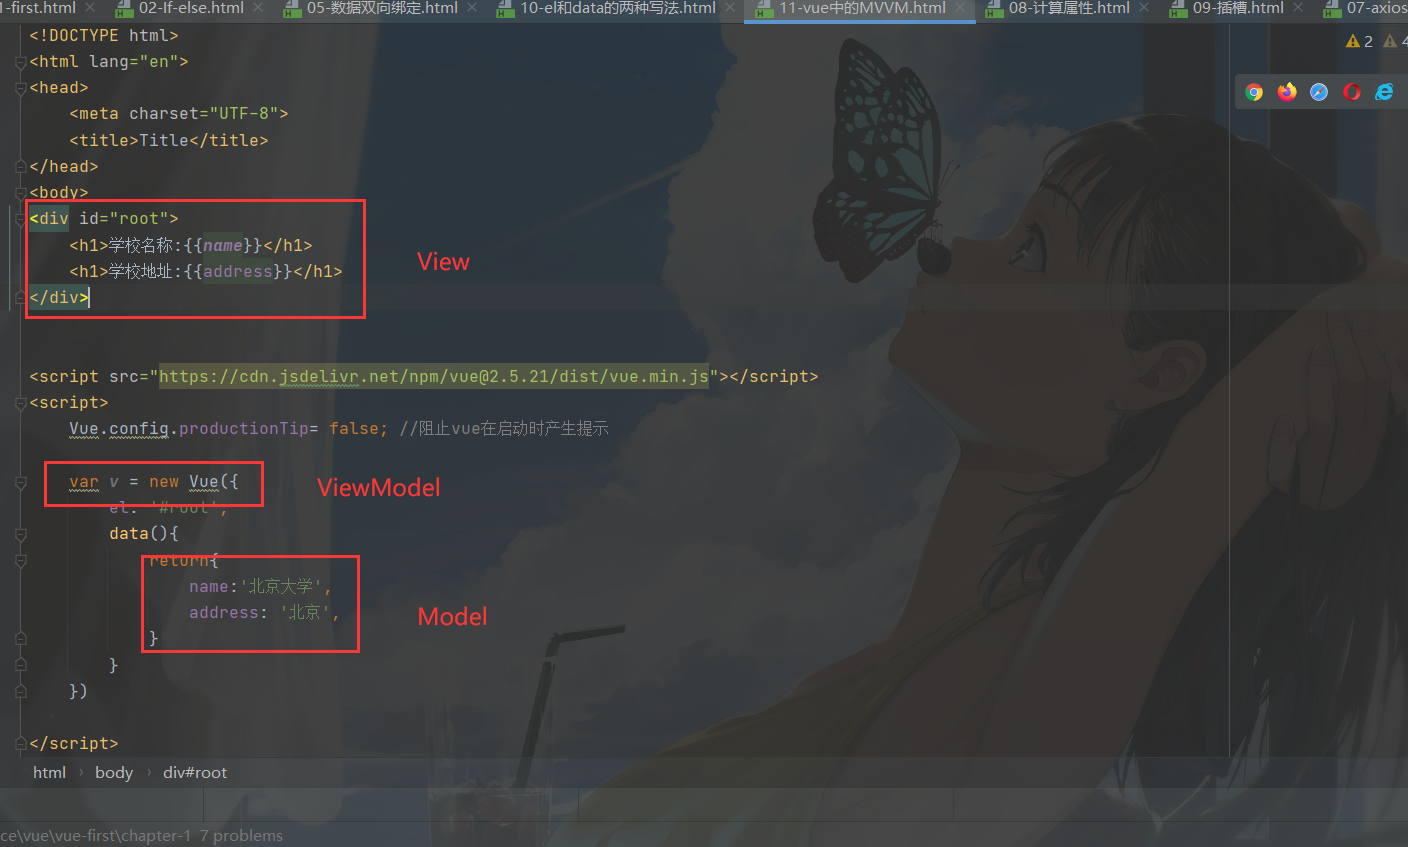 -first.html 02-If-else.html 05-数据双向绑定.html 10-el和data的两种写法.html 11-vue中的MVVM.html 08-计算属性.html 09-插槽.html 07-axios
<!DOCTYPE html>
2 4
<html lang="en">
<head>
<meta charset="UTF-8">
<title>Title</title>
</head>
<body>
<div id="root">
<h1>学校名称:{{name}}</h1>
View
<h1>学校地址:{{address}}</h1>
</div>
<script src="https://cdn.jsdelivr.net/npm/vue@2.5.21/dist/vue.min.js"></script>
<script>
Vue.config.productionTip= false; //阻止vue在启动时产生提示
var v = new Vue({
ViewModel
el: '#root',
data(){
return{
name:'北京大学',
address: '北京',
Model
}
}
})
</script>
html › body › div#root
ce\vue\vue-first\chapter-1 7 problems